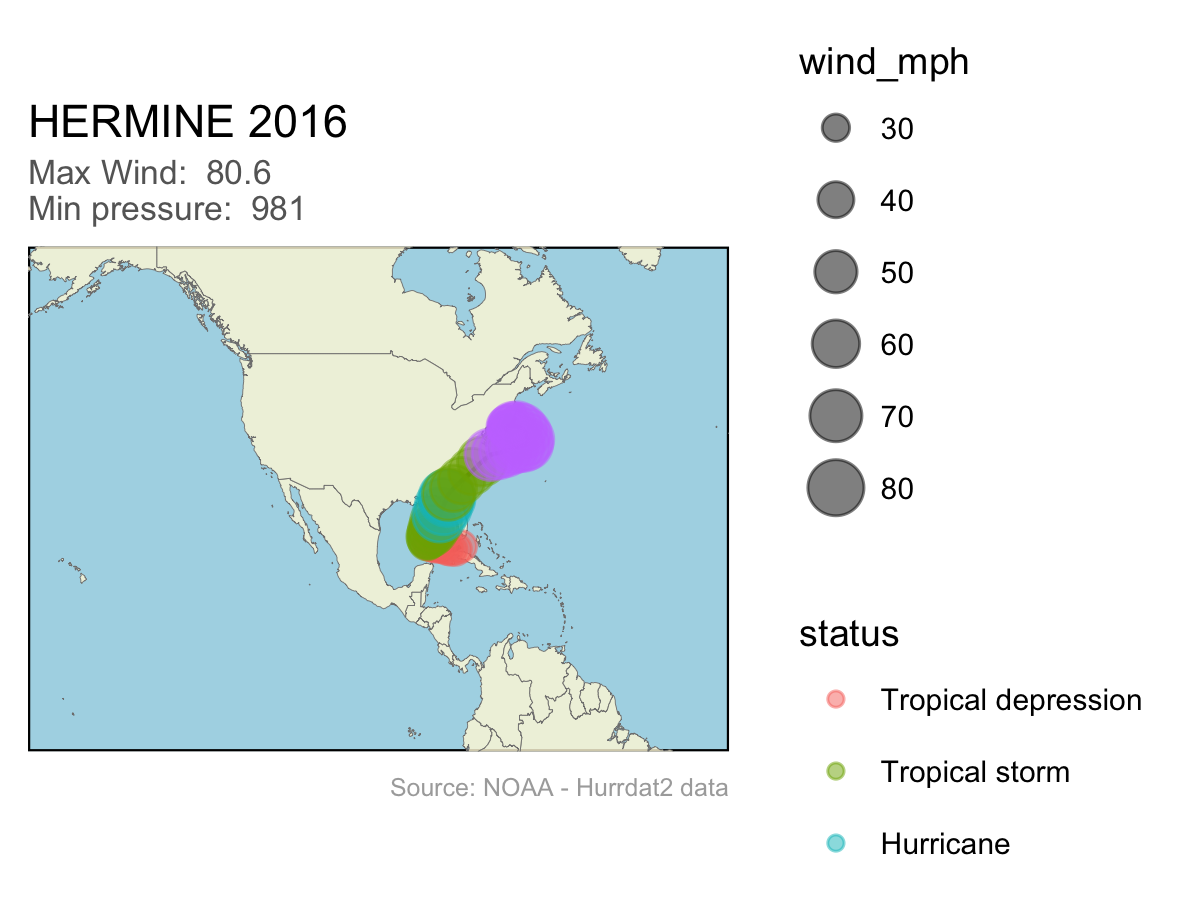 HERMINE 2016
Max Wind:  80.6
Min pressure:  981
Source: NOAA - Hurrdat2 data
wind_mph
30
40
50
60
70
80
status
Tropical depression
Tropical storm
Hurricane